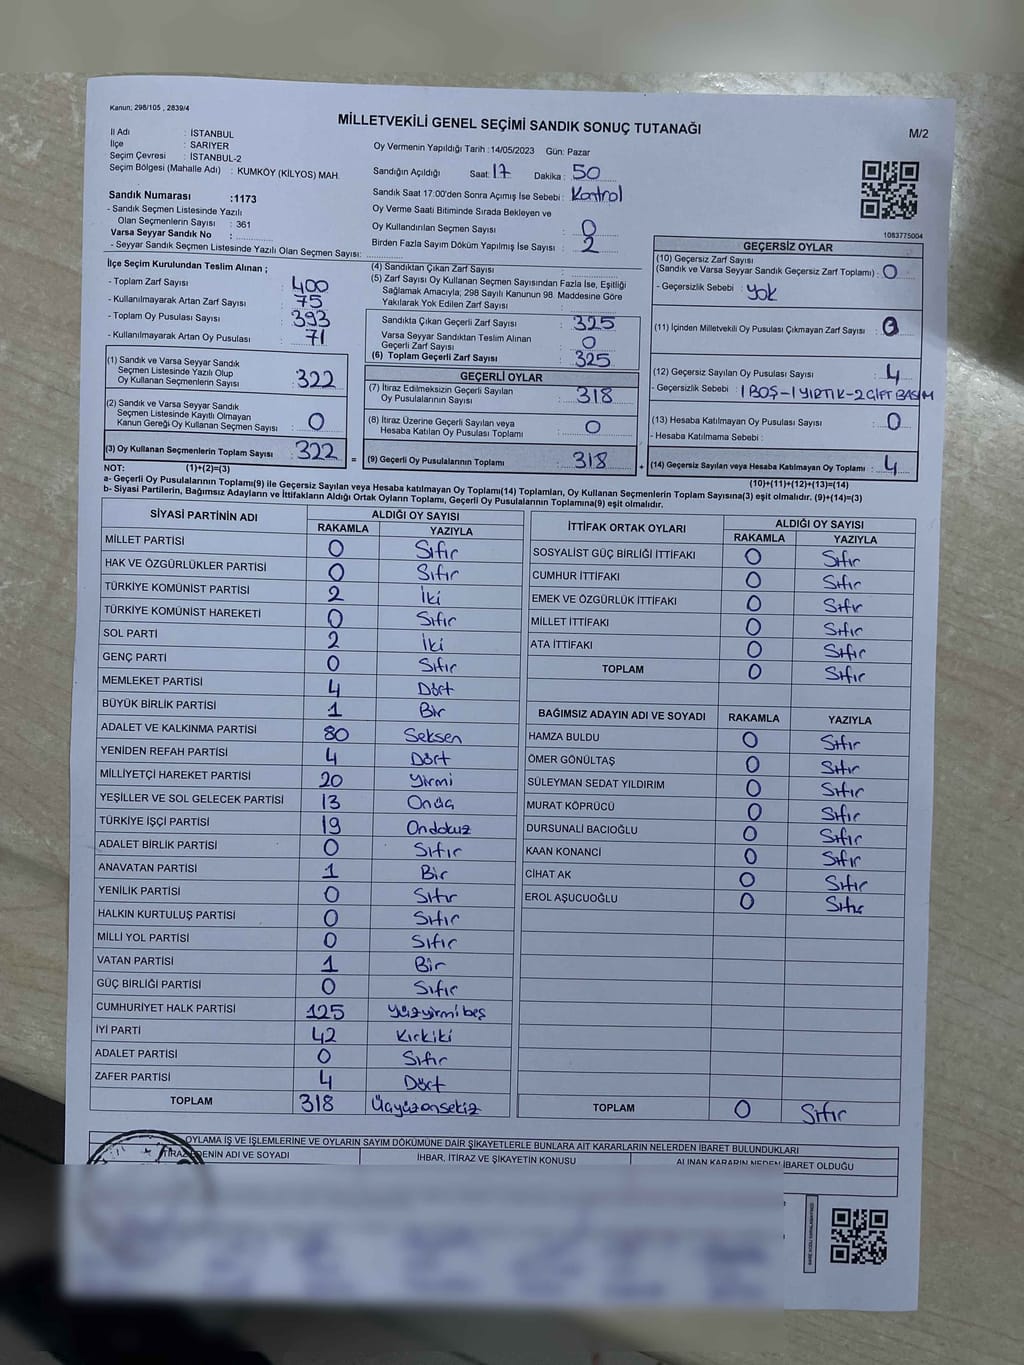 Kanun; 298/105 , 2839/4
MİLLETVEKİLİ GENEL SEÇİMİ SANDIK SONUÇ TUTANAĞI
M/2
İl Adı : İSTANBUL
İlçe : SARIYER
Seçim Çevresi : İSTANBUL-2
Seçim Bölgesi (Mahalle Adı) : KUMKÖY (KİLYOS) MAH.
Sandık Numarası :1173
- Sandık Seçmen Listesinde Yazılı
Olan Seçmenlerin Sayısı : 361
Varsa Seyyar Sandık No :
- Seyyar Sandık Seçmen Listesinde Yazılı Olan Seçmen Sayısı:
Oy Vermenin Yapıldığı Tarih : 14/05/2023 Gün: Pazar
Sandığın Açıldığı Saat: 17 Dakika : 50
Sandık Saat 17:00'den Sonra Açımış İse Sebebi : Kontrol
Oy Verme Saati Bitiminde Sırada Bekleyen ve
Oy Kullandırılan Seçmen Sayısı : 0
Birden Fazla Sayım Döküm Yapılmış İse Sayısı : 2
1083775004
İlçe Seçim Kurulundan Teslim Alınan ;
- Toplam Zarf Sayısı : 400
- Kullanılmayarak Artan Zarf Sayısı : 75
- Toplam Oy Pusulası Sayısı : 393
- Kullanılmayarak Artan Oy Pusulası : 71
(1) Sandık ve Varsa Seyyar Sandık
Seçmen Listesinde Yazılı Olup
Oy Kullanan Seçmenlerin Sayısı : 322
(2) Sandık ve Varsa Seyyar Sandık
Seçmen Listesinde Kayıtlı Olmayan
Kanun Gereği Oy Kullanan Seçmen Sayısı : 0
(3) Oy Kullanan Seçmenlerin Toplam Sayısı : 322
(4) Sandıktan Çıkan Zarf Sayısı :
(5) Zarf Sayısı Oy Kullanan Seçmen Sayısından Fazla İse, Eşitliği
Sağlamak Amacıyla; 298 Sayılı Kanunun 98. Maddesine Göre
Yakılarak Yok Edilen Zarf Sayısı :
Sandıkta Çıkan Geçerli Zarf Sayısı : 325
Varsa Seyyar Sandıktan Teslim Alınan
Geçerli Zarf Sayısı : 0
(6) Toplam Geçerli Zarf Sayısı : 325
GEÇERLİ OYLAR
(7) İtiraz Edilmeksizin Geçerli Sayılan
Oy Pusulalarının Sayısı : 318
(8) İtiraz Üzerine Geçerli Sayılan veya
Hesaba Katılan Oy Pusulası Toplamı : 0
= (9) Geçerli Oy Pusulalarının Toplamı : 318 +
GEÇERSİZ OYLAR
(10) Geçersiz Zarf Sayısı
(Sandık ve Varsa Seyyar Sandık Geçersiz Zarf Toplamı) : 0
- Geçersizlik Sebebi : Yok
(11) İçinden Milletvekili Oy Pusulası Çıkmayan Zarf Sayısı : 0
(12) Geçersiz Sayılan Oy Pusulası Sayısı : 4
- Geçersizlik Sebebi : 1 BOŞ-1 YIRTIK-2 ÇİFT BASIM
(13) Hesaba Katılmayan Oy Pusulası Sayısı : 0
- Hesaba Katılmama Sebebi :
(14) Geçersiz Sayılan veya Hesaba Katılmayan Oy Toplamı : 4
NOT: (1)+(2)=(3)
(10)+(11)+(12)+(13)=(14)
a- Geçerli Oy Pusulalarının Toplamı(9) ile Geçersiz Sayılan veya Hesaba Katılmayan Oy Toplamı(14) Toplamları, Oy Kullanan Seçmenlerin Toplam Sayısına(3) eşit olmalıdır. (9)+(14)=(3)
b- Siyasi Partilerin, Bağımsız Adayların ve İttifakların Aldığı Ortak Oyların Toplamı, Geçerli Oy Pusulalarının Toplamına(9) eşit olmalıdır.
SİYASİ PARTİNİN ADI ALDIĞI OY SAYISI
RAKAMLA YAZIYLA
MİLLET PARTİSİ 0 Sıfır
HAK VE ÖZGÜRLÜKLER PARTİSİ 0 Sıfır
TÜRKİYE KOMÜNİST PARTİSİ 2 İki
TÜRKİYE KOMÜNİST HAREKETİ 0 Sıfır
SOL PARTİ 2 İki
GENÇ PARTİ 0 Sıfır
MEMLEKET PARTİSİ 4 Dört
BÜYÜK BİRLİK PARTİSİ 1 Bir
ADALET VE KALKINMA PARTİSİ 80 Seksen
YENİDEN REFAH PARTİSİ 4 Dört
MİLLİYETÇİ HAREKET PARTİSİ 20 Yirmi
YEŞİLLER VE SOL GELECEK PARTİSİ 13 Onüç
TÜRKİYE İŞÇİ PARTİSİ 19 Ondokuz
ADALET BİRLİK PARTİSİ 0 Sıfır
ANAVATAN PARTİSİ 1 Bir
YENİLİK PARTİSİ 0 Sıfır
HALKIN KURTULUŞ PARTİSİ 0 Sıfır
MİLLİ YOL PARTİSİ 0 Sıfır
VATAN PARTİSİ 1 Bir
GÜÇ BİRLİĞİ PARTİSİ 0 Sıfır
CUMHURİYET HALK PARTİSİ 125 Yüzyirmibeş
İYİ PARTİ 42 Kırkiki
ADALET PARTİSİ 0 Sıfır
ZAFER PARTİSİ 4 Dört
TOPLAM 318 Üçyüzonsekiz
İTTİFAK ORTAK OYLARI ALDIĞI OY SAYISI
RAKAMLA YAZIYLA
SOSYALİST GÜÇ BİRLİĞİ İTTİFAKI 0 Sıfır
CUMHUR İTTİFAKI 0 Sıfır
EMEK VE ÖZGÜRLÜK İTTİFAKI 0 Sıfır
MİLLET İTTİFAKI 0 Sıfır
ATA İTTİFAKI 0 Sıfır
TOPLAM 0 Sıfır
BAĞIMSIZ ADAYIN ADI VE SOYADI RAKAMLA YAZIYLA
HAMZA BULDU 0 Sıfır
ÖMER GÖNÜLTAŞ 0 Sıfır
SÜLEYMAN SEDAT YILDIRIM 0 Sıfır
MURAT KÖPRÜCÜ 0 Sıfır
DURSUNALİ BACIOĞLU 0 Sıfır
KAAN KONANCİ 0 Sıfır
CİHAT AK 0 Sıfır
EROL AŞUCUOĞLU 0 Sıfır
TOPLAM 0 Sıfır
OYLAMA İŞ VE İŞLEMLERİNE VE OYLARIN SAYIM DÖKÜMÜNE DAİR ŞİKAYETLERLE BUNLARA AİT KARARLARIN NELERDEN İBARET BULUNDUKLARI
İTİRAZ EDENİN ADI VE SOYADI İHBAR, İTİRAZ VE ŞİKAYETİN KONUSU ALINAN KARARIN NEDEN İBARET OLDUĞU